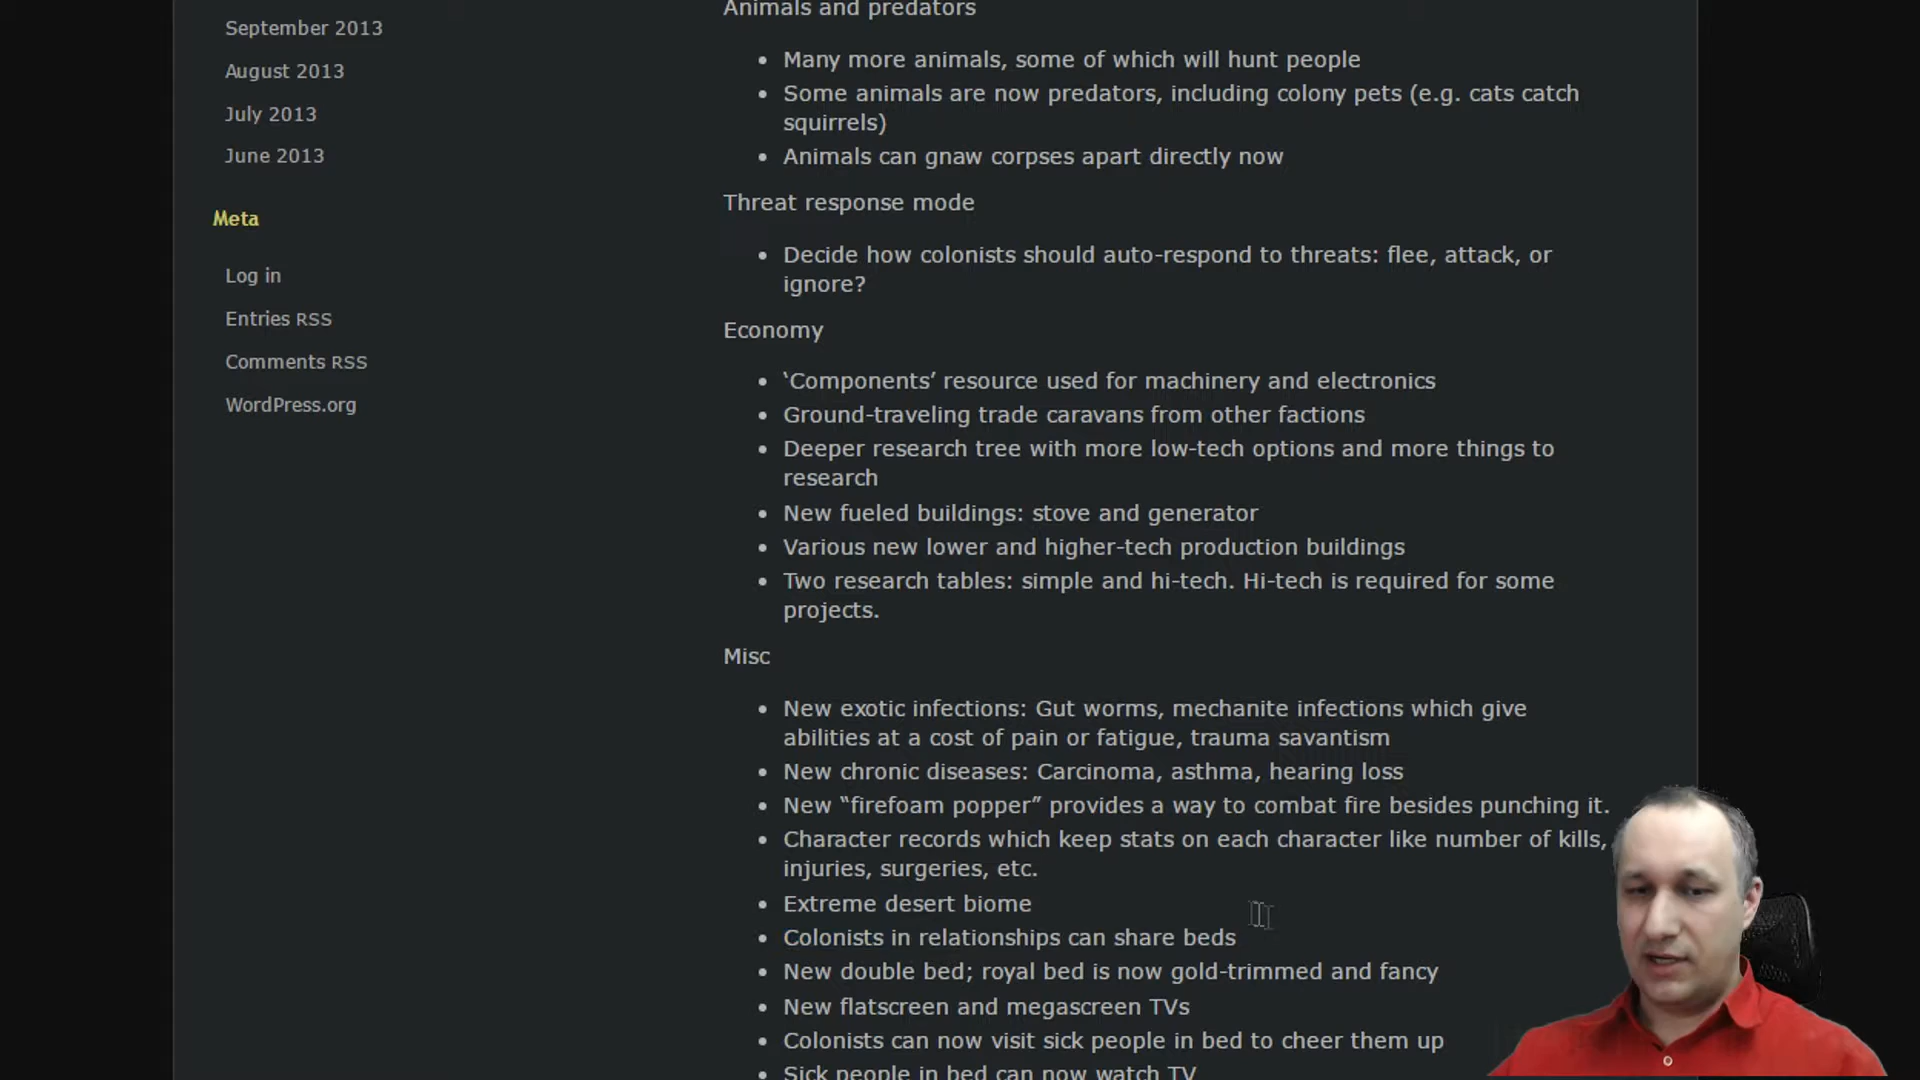 September 2013
August 2013
July 2013
June 2013
Meta
Log in
Entries RSS
Comments RSS
WordPress.org
Animals and predators
Many more animals, some of which will hunt people
Some animals are now predators, including colony pets (e.g. cats catch
squirrels)
Animals can gnaw corpses apart directly now
Threat response mode
Decide how colonists should auto-respond to threats: flee, attack, or
ignore?
Economy
‘Components’ resource used for machinery and electronics
Ground-traveling trade caravans from other factions
Deeper research tree with more low-tech options and more things to
research
New fueled buildings: stove and generator
Various new lower and higher-tech production buildings
Two research tables: simple and hi-tech. Hi-tech is required for some
projects.
Misc
New exotic infections: Gut worms, mechanite infections which give
abilities at a cost of pain or fatigue, trauma savantism
New chronic diseases: Carcinoma, asthma, hearing loss
New “firefoam popper” provides a way to combat fire besides punching it.
Character records which keep stats on each character like number of kills,
injuries, surgeries, etc.
Extreme desert biome
Colonists in relationships can share beds
New double bed; royal bed is now gold-trimmed and fancy
New flatscreen and megascreen TVs
Colonists can now visit sick people in bed to cheer them up
Sick people in bed can now watch TV